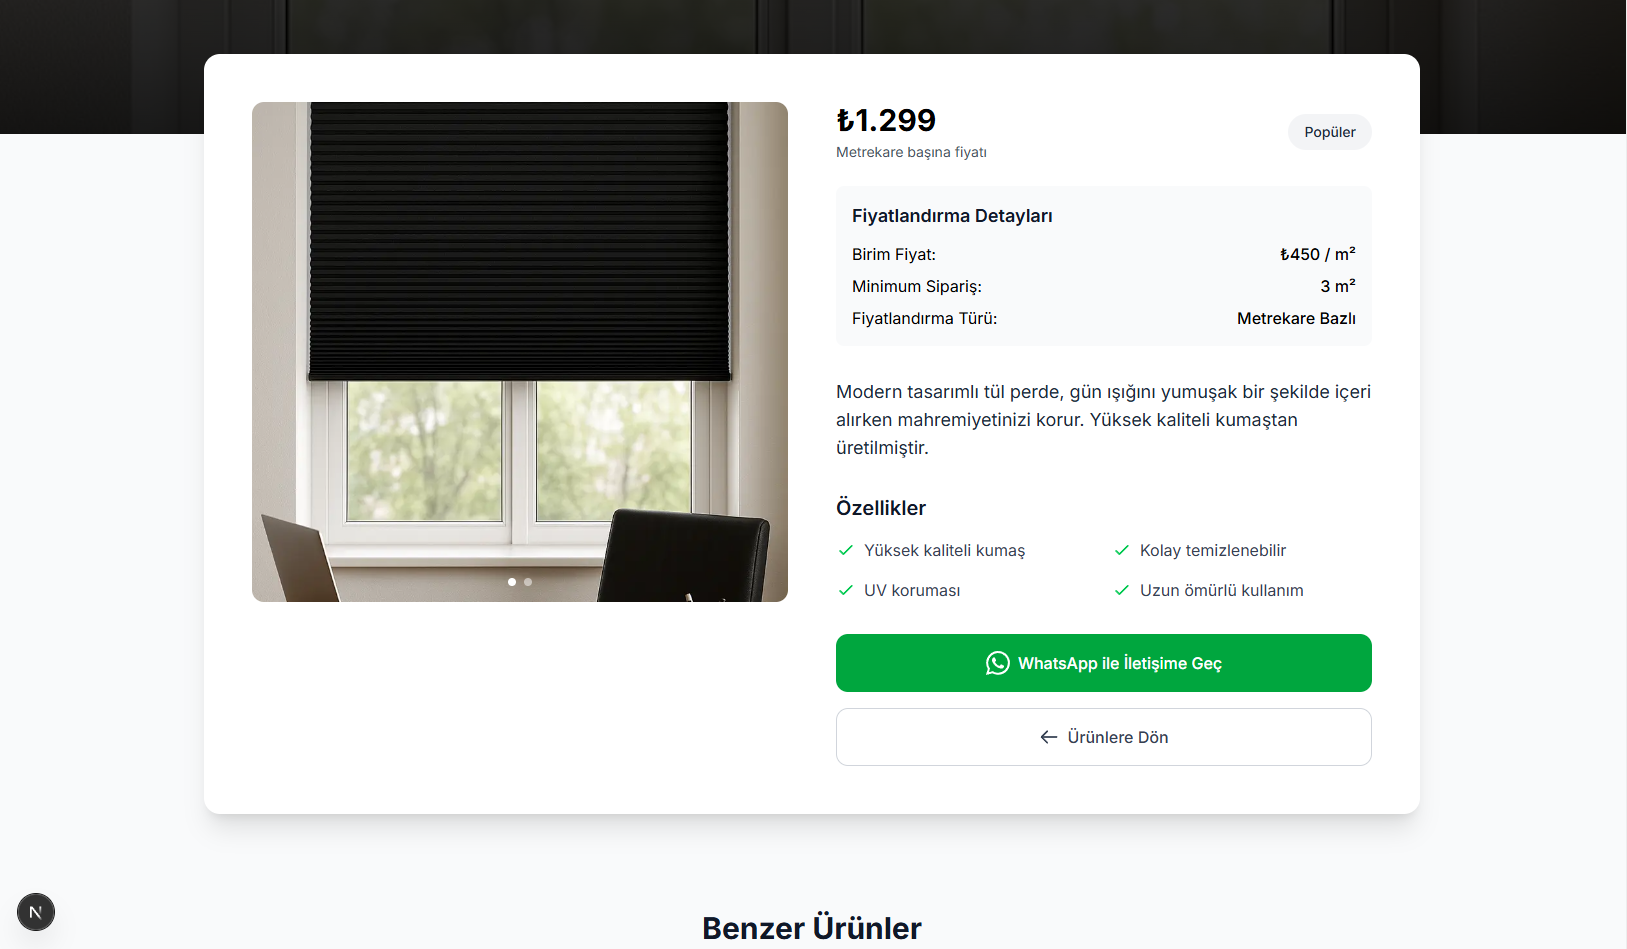 ₺1.299
Metrekare başına fiyatı
Popüler
Fiyatlandırma Detayları
Birim Fiyat: ₺450 / m²
Minimum Sipariş: 3 m²
Fiyatlandırma Türü: Metrekare Bazlı
Modern tasarımlı tül perde, gün ışığını yumuşak bir şekilde içeri
alırken mahremiyetinizi korur. Yüksek kaliteli kumaştan
üretilmiştir.
Özellikler
Yüksek kaliteli kumaş
Kolay temizlenebilir
UV koruması
Uzun ömürlü kullanım
WhatsApp ile İletişime Geç
Ürünlere Dön
N
Benzer Ürünler